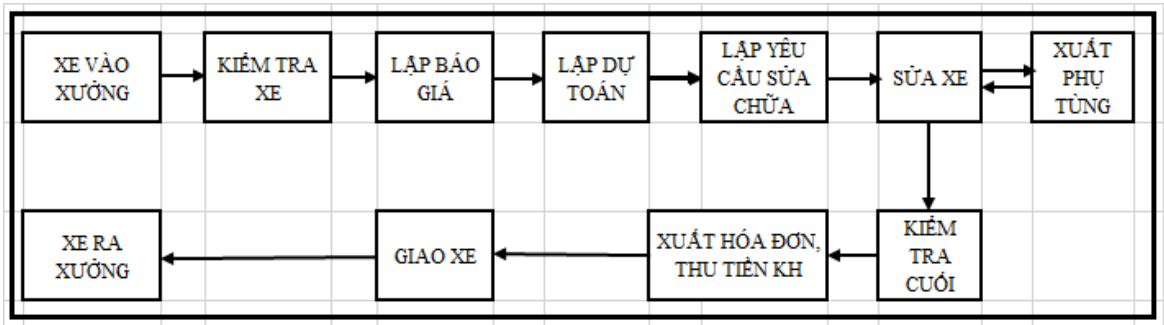 XE VÀO
XƯỞNG
KIỂM TRA
XE
LẬP BÁO
GIÁ
LẬP DỰ
TOÁN
LẬP YÊU
CẦU SỬA
CHỮA
SỬA XE
XUẤT
PHỤ
TÙNG
XE RA
XƯỞNG
GIAO XE
XUẤT HÓA ĐƠN,
THU TIỀN KH
KIỂM
TRA
CUỐI